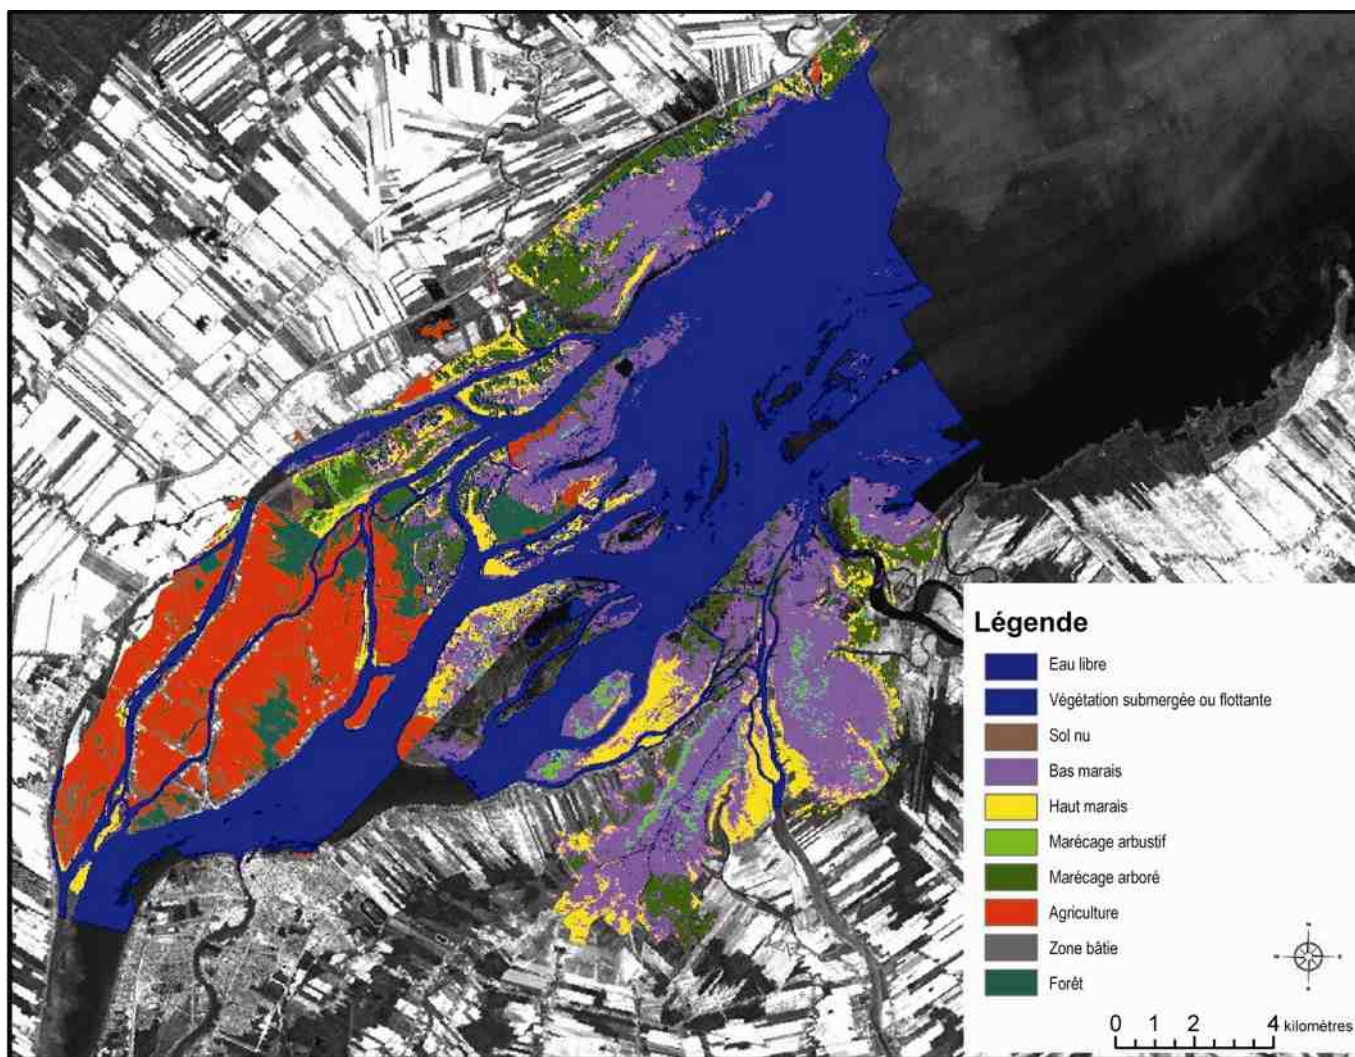 Légende
Eau libre
Végétation submergée ou flottante
Sol nu
Bas marais
Haut marais
Marécage arbustif
Marécage arboré
Agriculture
Zone bâtie
Forêt
N
0 1 2 4 kilomètres